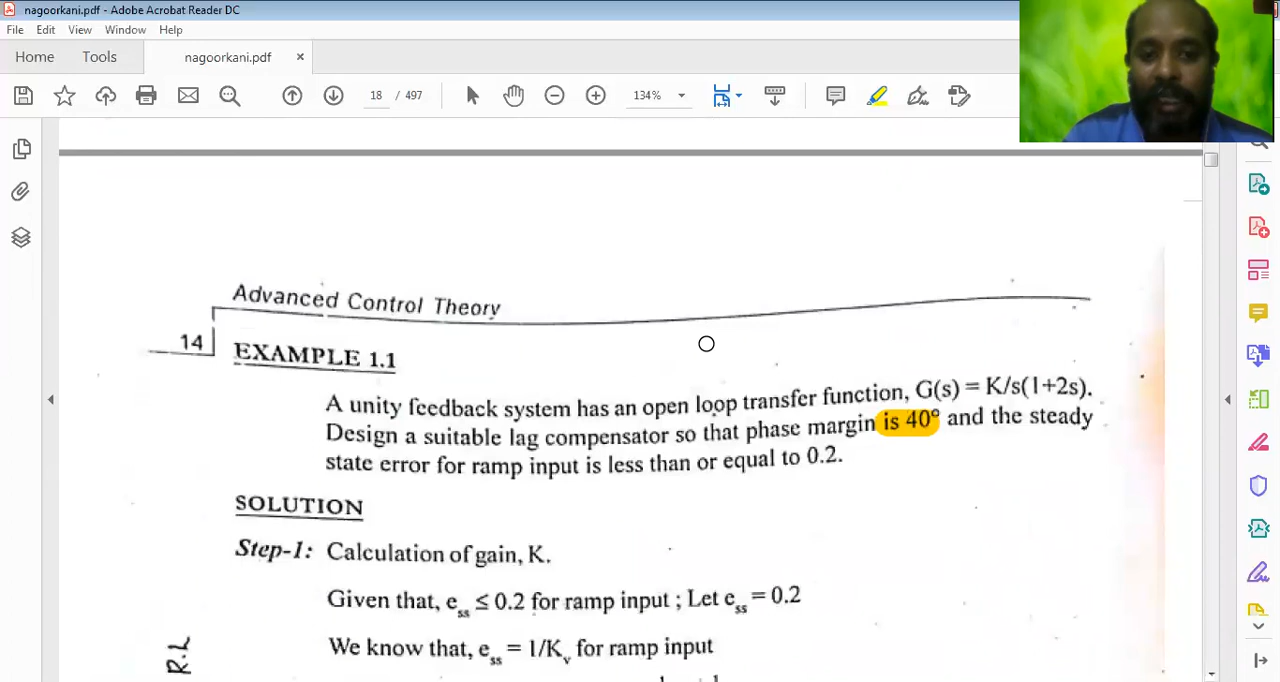 nagoorkani.pdf - Adobe Acrobat Reader DC
File Edit View Window Help
Home Tools nagoorkani.pdf ×
18 / 497 134%
Advanced Control Theory
14
EXAMPLE 1.1
A unity feedback system has an open loop transfer function, G(s) = K/s(1+2s).
Design a suitable lag compensator so that phase margin is 40° and the steady
state error for ramp input is less than or equal to 0.2.
SOLUTION
Step-1: Calculation of gain, K.
Given that, e_ss ≤ 0.2 for ramp input ; Let e_ss = 0.2
We know that, e_ss = 1/K_v for ramp input
R.L